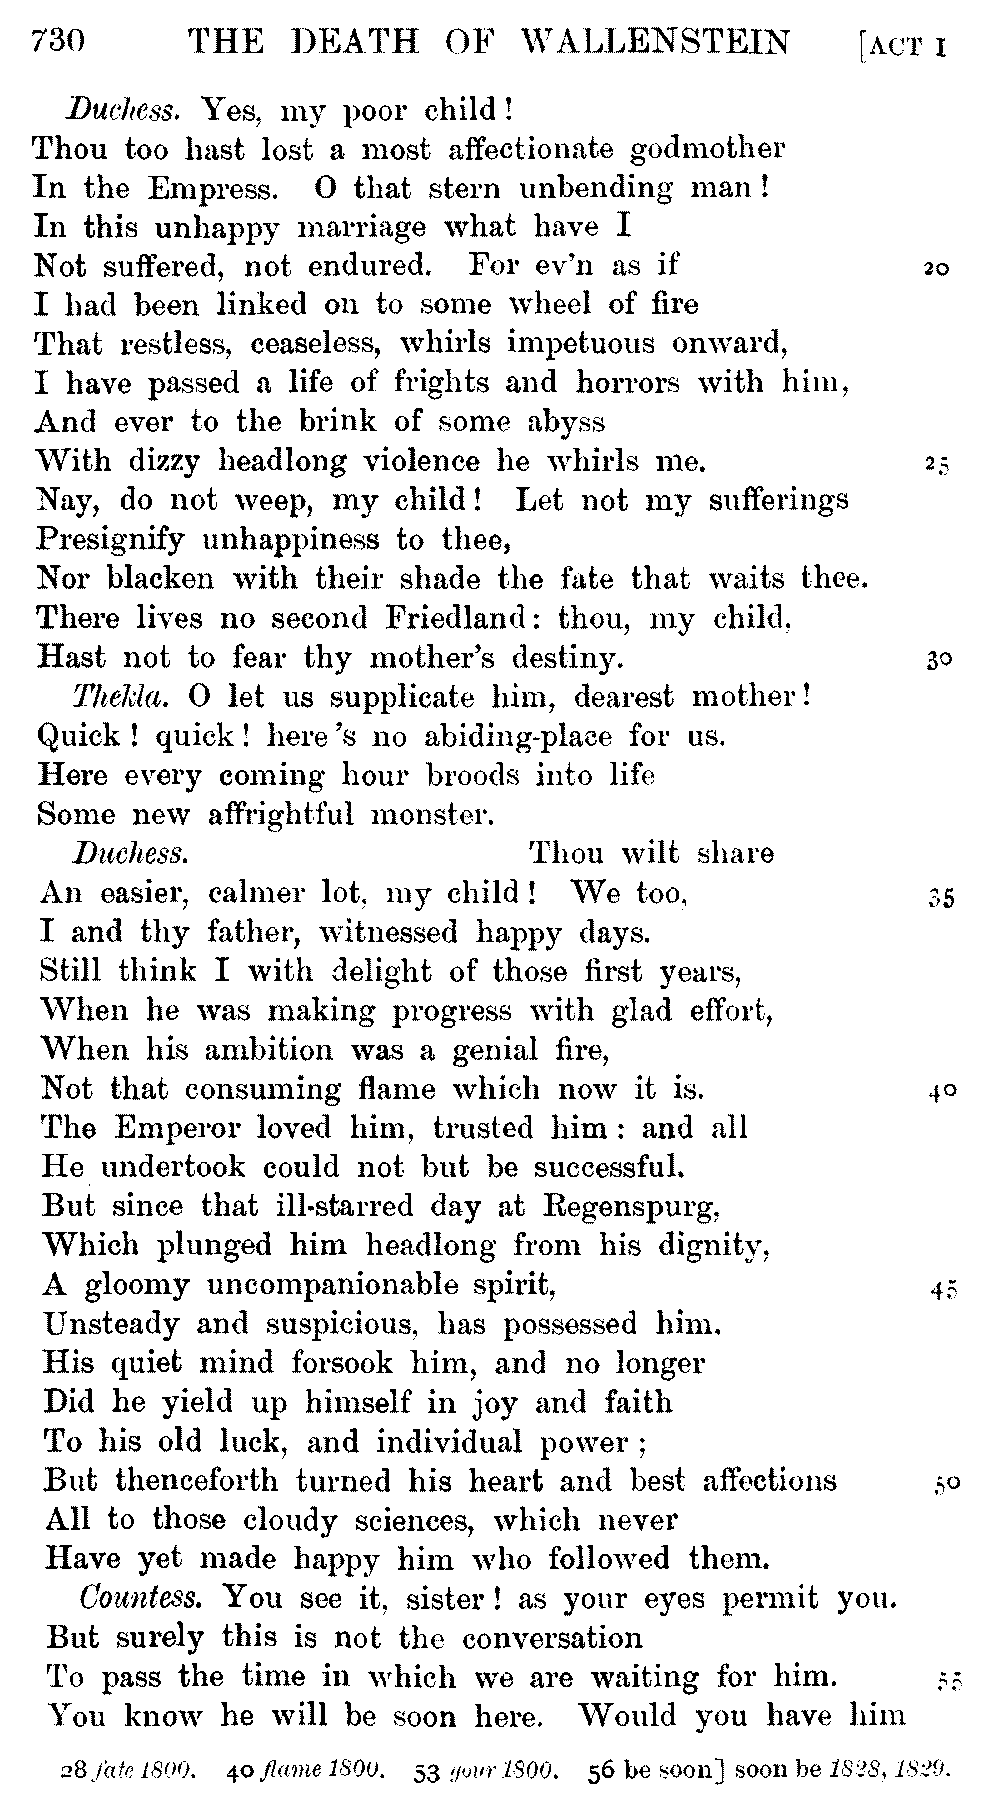 730 THE DEATH OF WALLENSTEIN [ACT I
Duchess. Yes, my poor child!
Thou too hast lost a most affectionate godmother
In the Empress. O that stern unbending man!
In this unhappy marriage what have I
Not suffered, not endured. For ev'n as if 20
I had been linked on to some wheel of fire
That restless, ceaseless, whirls impetuous onward,
I have passed a life of frights and horrors with him,
And ever to the brink of some abyss
With dizzy headlong violence he whirls me. 25
Nay, do not weep, my child! Let not my sufferings
Presignify unhappiness to thee,
Nor blacken with their shade the fate that waits thee.
There lives no second Friedland: thou, my child,
Hast not to fear thy mother's destiny. 30
Thekla. O let us supplicate him, dearest mother!
Quick! quick! here's no abiding-place for us.
Here every coming hour broods into life
Some new affrightful monster.
Duchess. Thou wilt share
An easier, calmer lot, my child! We too, 35
I and thy father, witnessed happy days.
Still think I with delight of those first years,
When he was making progress with glad effort,
When his ambition was a genial fire,
Not that consuming flame which now it is. 40
The Emperor loved him, trusted him: and all
He undertook could not but be successful.
But since that ill-starred day at Regenspurg,
Which plunged him headlong from his dignity,
A gloomy uncompanionable spirit, 45
Unsteady and suspicious, has possessed him.
His quiet mind forsook him, and no longer
Did he yield up himself in joy and faith
To his old luck, and individual power;
But thenceforth turned his heart and best affections 50
All to those cloudy sciences, which never
Have yet made happy him who followed them.
Countess. You see it, sister! as your eyes permit you.
But surely this is not the conversation
To pass the time in which we are waiting for him. 55
You know he will be soon here. Would you have him
28 fate 1800. 40 flame 1800. 53 your 1800. 56 be soon] soon be 1828, 1829.